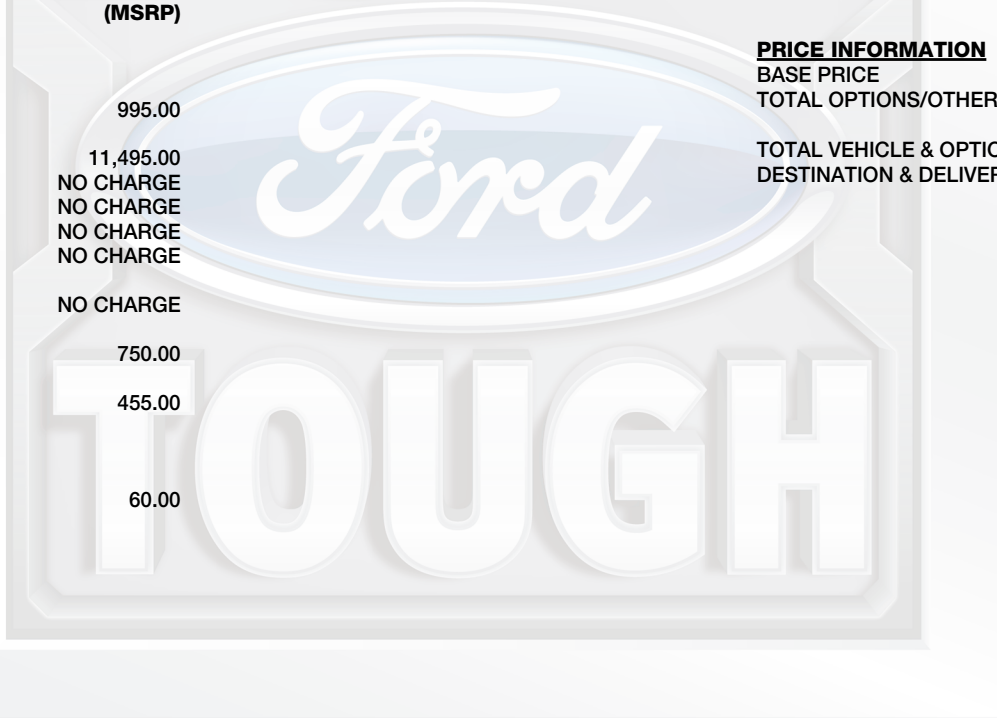 (MSRP)
995.00
11,495.00
NO CHARGE
NO CHARGE
NO CHARGE
NO CHARGE
NO CHARGE
750.00
455.00
60.00
PRICE INFORMATION
BASE PRICE
TOTAL OPTIONS/OTHER
TOTAL VEHICLE & OPTIO
DESTINATION & DELIVER
Ford
TOUGH